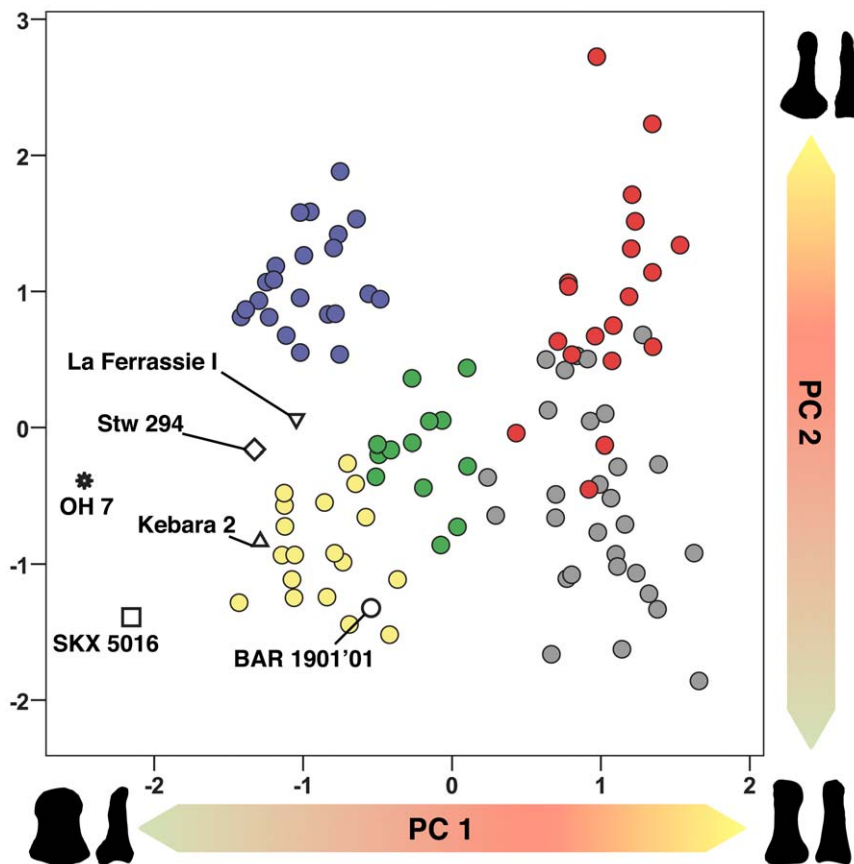 3
2
1
0
-1
-2
La Ferrassie I
Stw 294
OH 7
Kebara 2
SKX 5016
BAR 1901'01
-2 -1 0 1 2
PC 1
PC 2